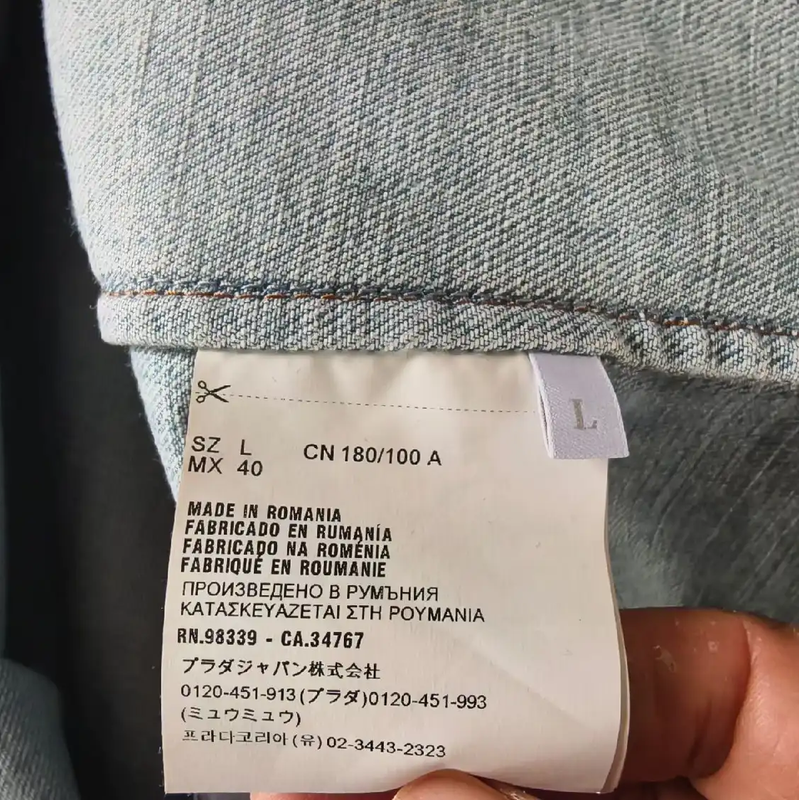 L
SZ L CN 180/100 A
MX 40
MADE IN ROMANIA
FABRICADO EN RUMANÍA
FABRICADO NA ROMÉNIA
FABRIQUÉ EN ROUMANIE
ПРОИЗВЕДЕНО В РУМЪНИЯ
ΚΑΤΑΣΚΕΥΑΖΕΤΑΙ ΣΤΗ ΡΟΥΜΑΝΙΑ
RN.98339 - CA.34767
プラダジャパン株式会社
0120-451-913(プラダ)0120-451-993
(ミュウミュウ)
프라다코리아(유) 02-3443-2323